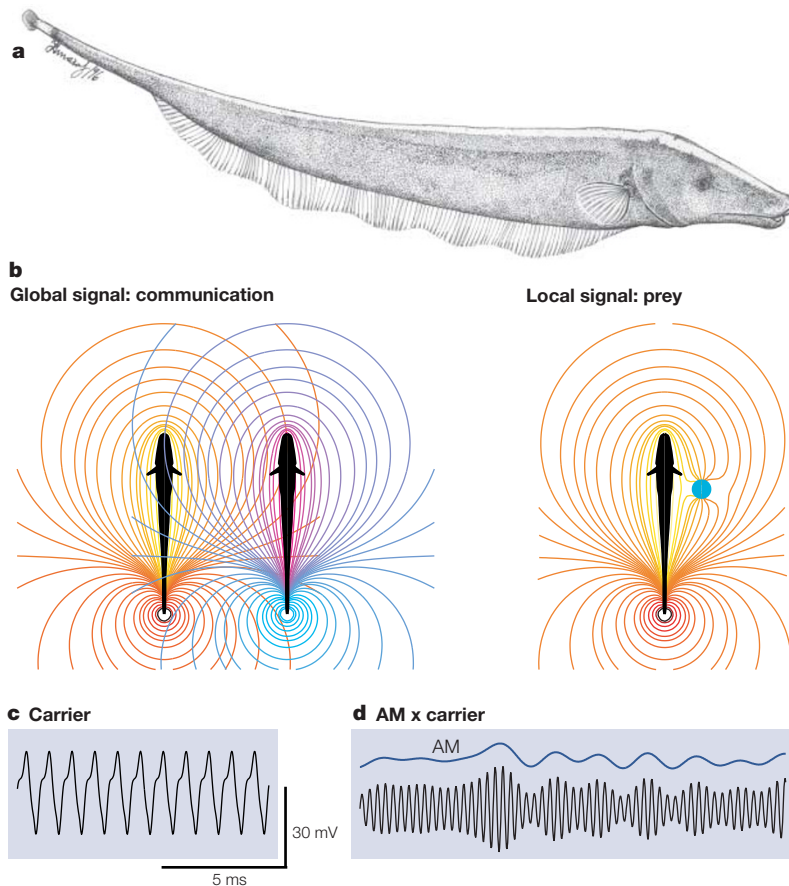 a
b
Global signal: communication
Local signal: prey
c Carrier
d AM x carrier
AM
30 mV
5 ms